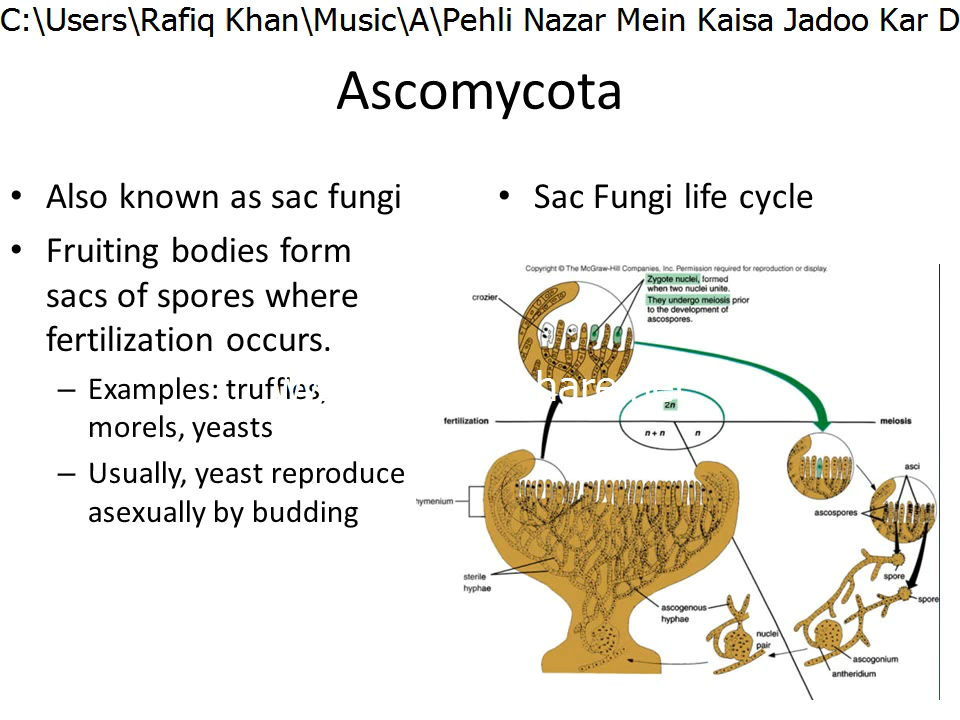 C:\Users\Rafiq Khan\Music\A\Pehli Nazar Mein Kaisa Jadoo Kar D
Ascomycota
• Also known as sac fungi
• Fruiting bodies form
sacs of spores where
fertilization occurs.
– Examples: truffles,
morels, yeasts
– Usually, yeast reproduce
asexually by budding
• Sac Fungi life cycle
Copyright © The McGraw-Hill Companies, Inc. Permission required for reproduction or display.
Zygote nuclei, formed
when two nuclei unite.
They undergo meiosis prior
to the development of
ascospores.
crozier
2n
fertilization
meiosis
n + n
n
asci
hymenium
ascospores
sterile
hyphae
spore
spore
ascogenous
hyphae
nuclei
pair
ascogonium
antheridium